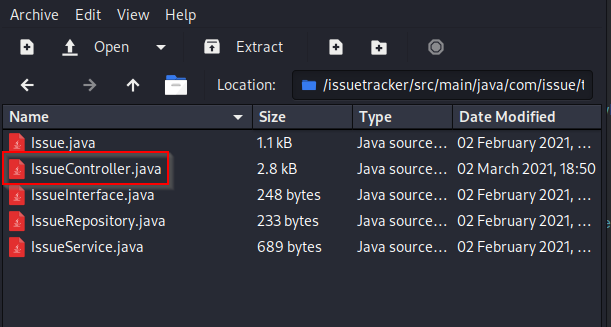 Archive Edit View Help
Open Extract
Location: /issuetracker/src/main/java/com/issue/t
Name Size Type Date Modified
Issue.java 1.1 kB Java source... 02 February 2021, ...
IssueController.java 2.8 kB Java source... 02 March 2021, 18:50
IssueInterface.java 248 bytes Java source... 02 February 2021, ...
IssueRepository.java 233 bytes Java source... 02 February 2021, ...
IssueService.java 689 bytes Java source... 02 February 2021, ...